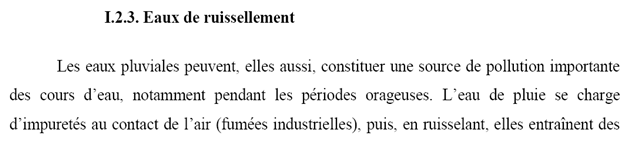 I.2.3. Eaux de ruissellement
Les eaux pluviales peuvent, elles aussi, constituer une source de pollution importante
des cours d’eau, notamment pendant les périodes orageuses. L’eau de pluie se charge
d’impuretés au contact de l’air (fumées industrielles), puis, en ruisselant, elles entraînent des